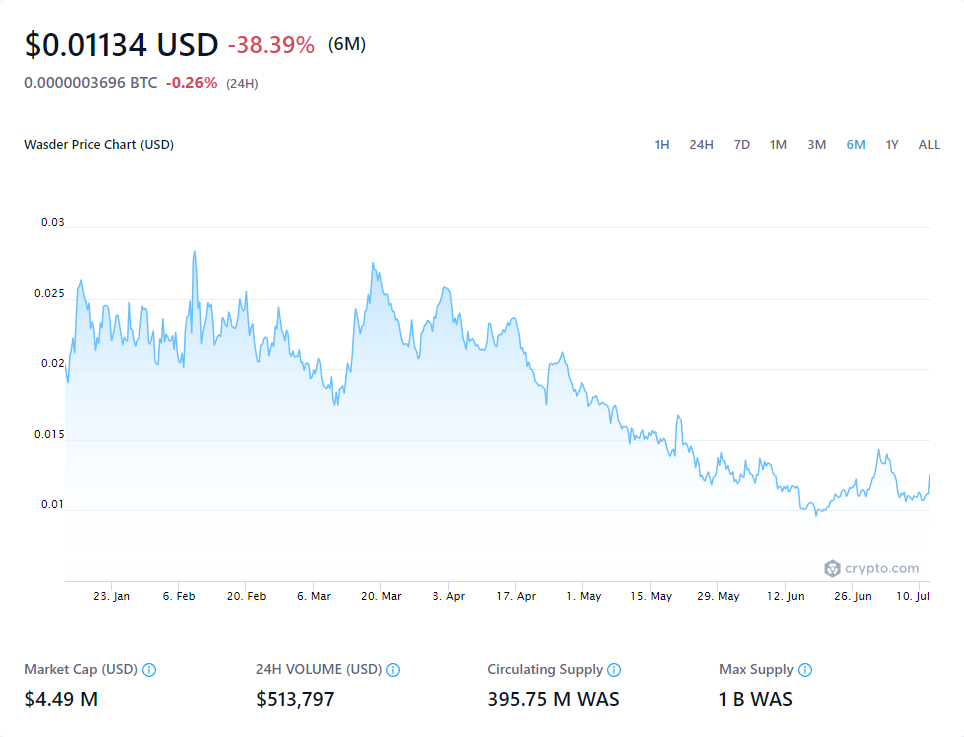 $0.01134 USD -38.39% (6M)
0.0000003696 BTC -0.26% (24H)
Wasder Price Chart (USD) 1H 24H 7D 1M 3M 6M 1Y ALL
0.03
0.025
0.02
0.015
0.01
crypto.com
23. Jan 6. Feb 20. Feb 6. Mar 20. Mar 3. Apr 17. Apr 1. May 15. May 29. May 12. Jun 26. Jun 10. Jul
Market Cap (USD) 24H VOLUME (USD) Circulating Supply Max Supply
$4.49 M $513,797 395.75 M WAS 1 B WAS